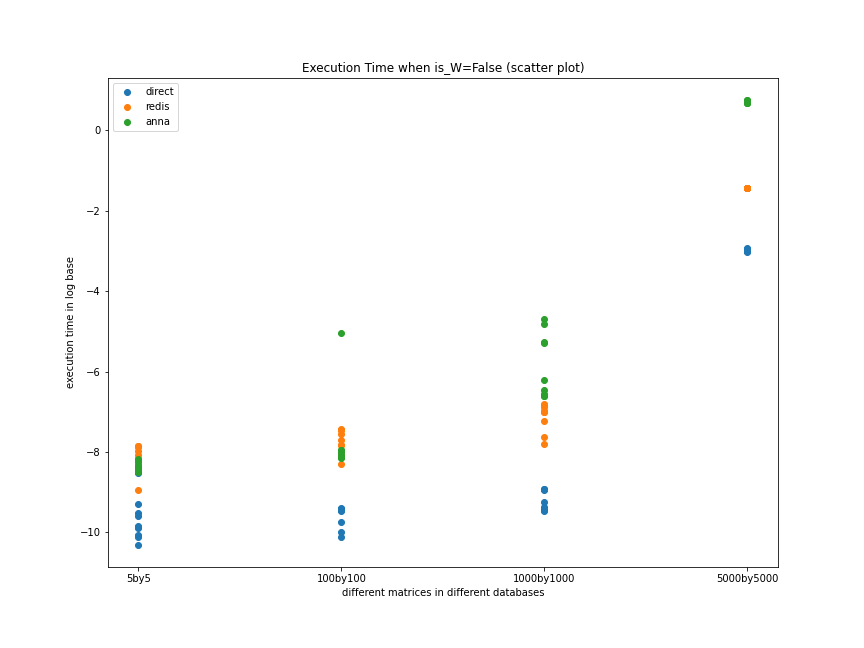 Execution Time when is_W=False (scatter plot)
direct
redis
anna
0
−2
−4
−6
−8
−10
execution time in log base
5by5
100by100
1000by1000
5000by5000
different matrices in different databases